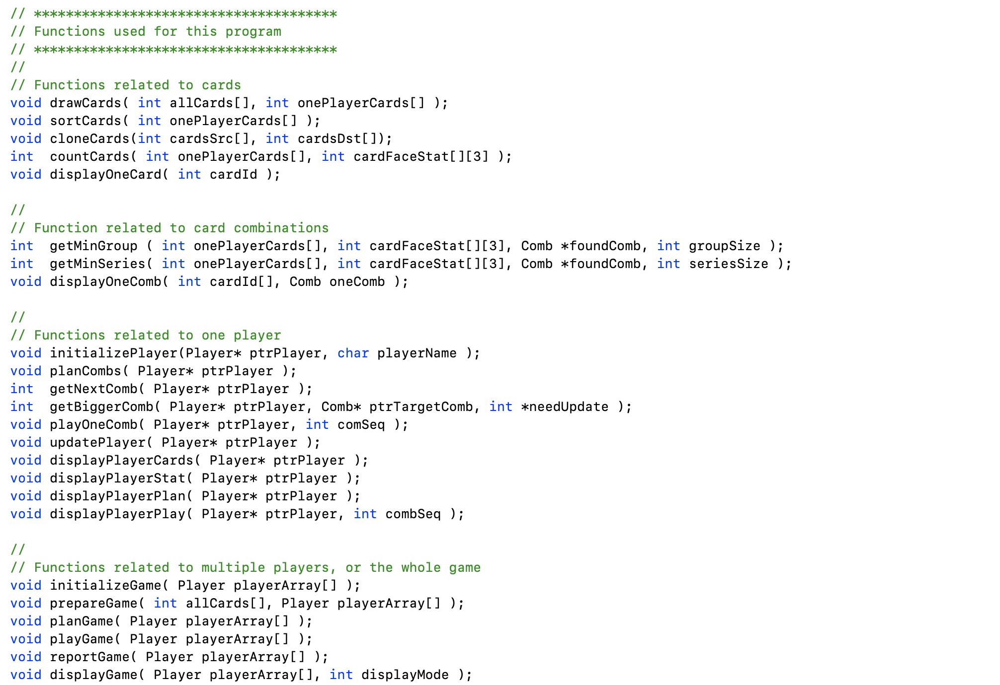 // **************************************
// Functions used for this program
// **************************************
//
// Functions related to cards
void drawCards( int allCards[], int onePlayerCards[] );
void sortCards( int onePlayerCards[] );
void cloneCards(int cardsSrc[], int cardsDst[]);
int  countCards( int onePlayerCards[], int cardFaceStat[][3] );
void displayOneCard( int cardId );

//
// Function related to card combinations
int  getMinGroup ( int onePlayerCards[], int cardFaceStat[][3], Comb *foundComb, int groupSize );
int  getMinSeries( int onePlayerCards[], int cardFaceStat[][3], Comb *foundComb, int seriesSize );
void displayOneComb( int cardId[], Comb oneComb );

//
// Functions related to one player
void initializePlayer(Player* ptrPlayer, char playerName );
void planCombs( Player* ptrPlayer );
int  getNextComb( Player* ptrPlayer );
int  getBiggerComb( Player* ptrPlayer, Comb* ptrTargetComb, int *needUpdate );
void playOneComb( Player* ptrPlayer, int comSeq );
void updatePlayer( Player* ptrPlayer );
void displayPlayerCards( Player* ptrPlayer );
void displayPlayerStat( Player* ptrPlayer );
void displayPlayerPlan( Player* ptrPlayer );
void displayPlayerPlay( Player* ptrPlayer, int combSeq );

//
// Functions related to multiple players, or the whole game
void initializeGame( Player playerArray[] );
void prepareGame( int allCards[], Player playerArray[] );
void planGame( Player playerArray[] );
void playGame( Player playerArray[] );
void reportGame( Player playerArray[] );
void displayGame( Player playerArray[], int displayMode );